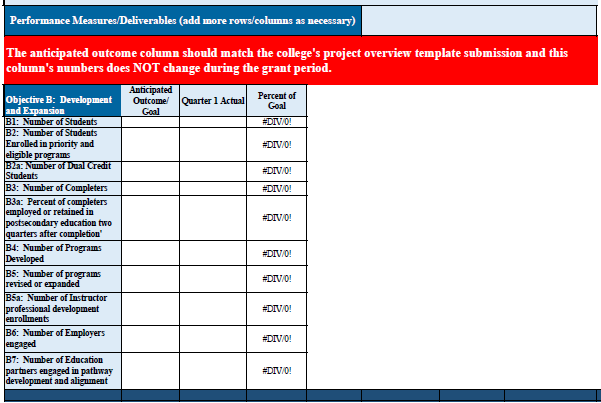 Performance Measures/Deliverables (add more rows/columns as necessary)
The anticipated outcome column should match the college's project overview template submission and this
column's numbers does NOT change during the grant period.
Objective B: Development
and Expansion
Anticipated
Outcome/
Goal
Quarter 1 Actual
Percent of
Goal
B1: Number of Students
#DIV/0!
B2: Number of Students
Enrolled in priority and
eligible programs
#DIV/0!
B2a: Number of Dual Credit
Students
#DIV/0!
B3: Number of Completers
#DIV/0!
B3a: Percent of completers
employed or retained in
postsecondary education two
quarters after completion'
#DIV/0!
B4: Number of Programs
Developed
#DIV/0!
B5: Number of programs
revised or expanded
#DIV/0!
B5a: Number of Instructor
professional development
enrollments
#DIV/0!
B6: Number of Employers
engaged
#DIV/0!
B7: Number of Education
partners engaged in pathway
development and alignment
#DIV/0!